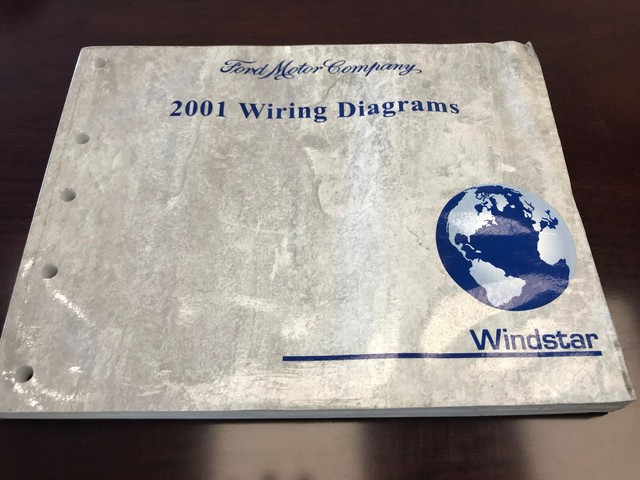 Ford Motor Company
2001 Wiring Diagrams
Windstar